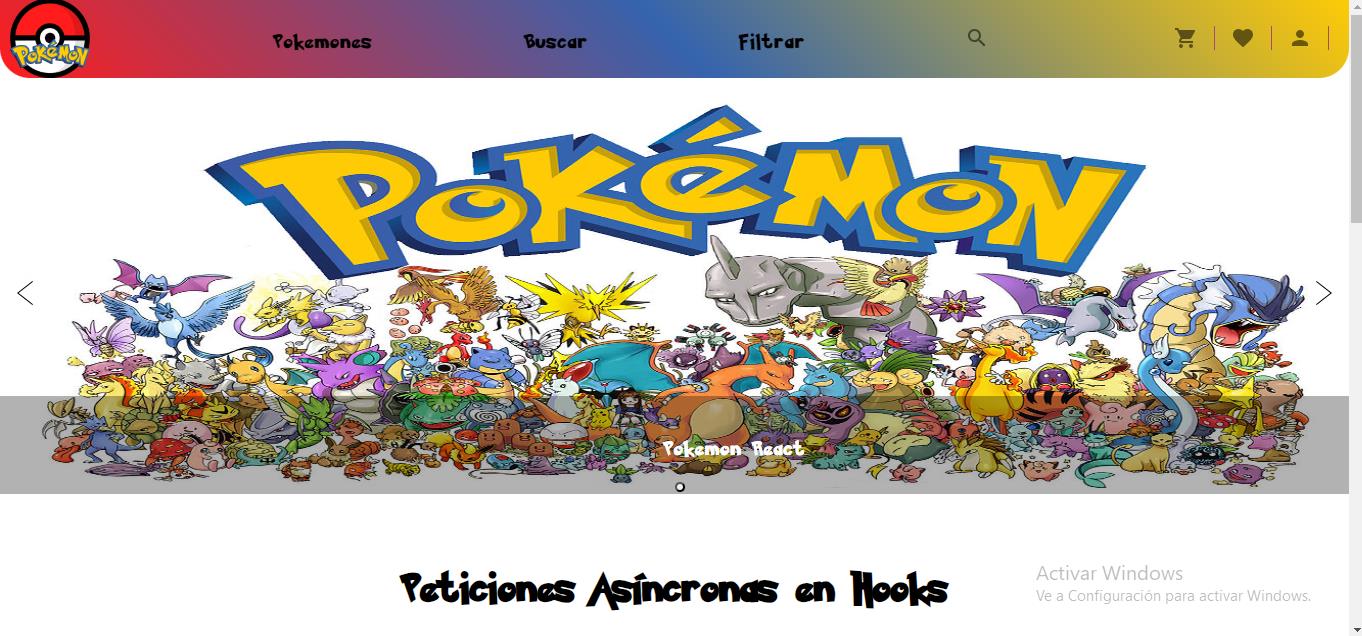 POKéMON
Pokemones
Buscar
Filtrar
POKéMON
Pokemon React
Peticiones Asíncronas en Hooks
Activar Windows
Ve a Configuración para activar Windows.